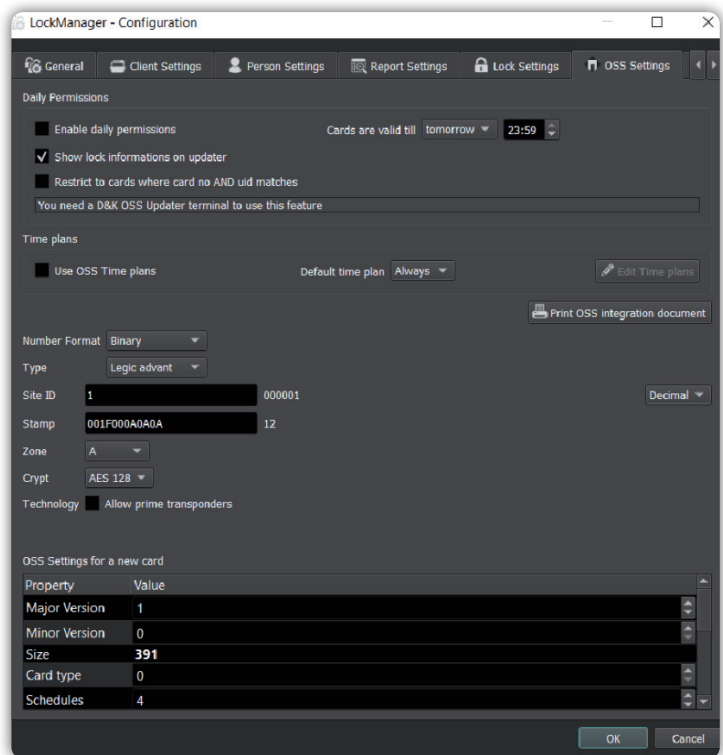 LockManager - Configuration
General Client Settings Person Settings Report Settings Lock Settings OSS Settings
Daily Permissions
Enable daily permissions Cards are valid till tomorrow 23:59
Show lock informations on updater
Restrict to cards where card no AND uid matches
You need a D&K OSS Updater terminal to use this feature
Time plans
Use OSS Time plans Default time plan Always Edit Time plans
Print OSS integration document
Number Format Binary
Type Legic advant
Site ID 1 000001 Decimal
Stamp 001F000A0A0A 12
Zone A
Crypt AES 128
Technology Allow prime transponders
OSS Settings for a new card
Property Value
Major Version 1
Minor Version 0
Size 391
Card type 0
Schedules 4
OK Cancel